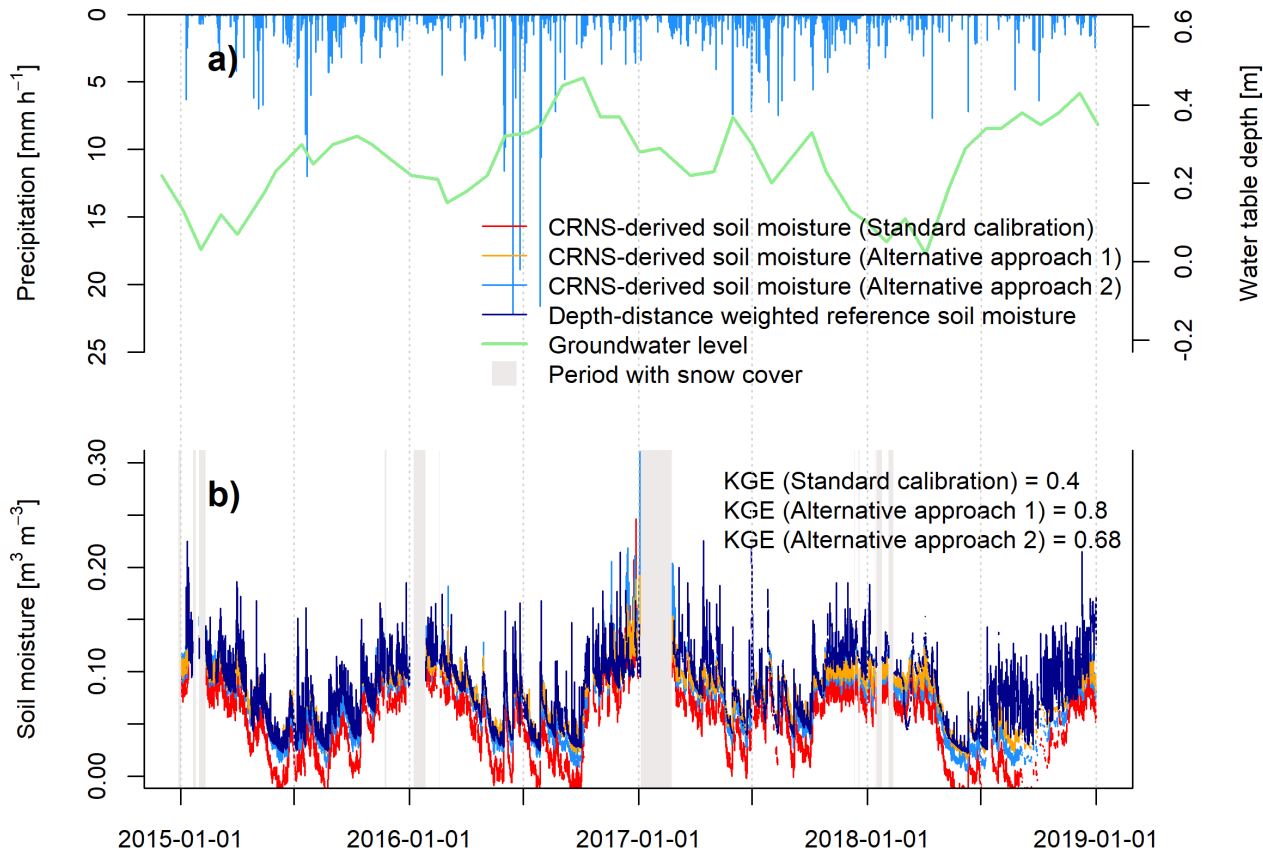 0
5
10
15
20
25
Precipitation [mm h⁻¹]
a)
0.6
0.4
0.2
0.0
-0.2
Water table depth [m]
CRNS-derived soil moisture (Standard calibration)
CRNS-derived soil moisture (Alternative approach 1)
CRNS-derived soil moisture (Alternative approach 2)
Depth-distance weighted reference soil moisture
Groundwater level
Period with snow cover
0.30
0.20
0.10
0.00
Soil moisture [m³ m⁻³]
b)
KGE (Standard calibration) = 0.4
KGE (Alternative approach 1) = 0.8
KGE (Alternative approach 2) = 0.68
2015-01-01 2016-01-01 2017-01-01 2018-01-01 2019-01-01